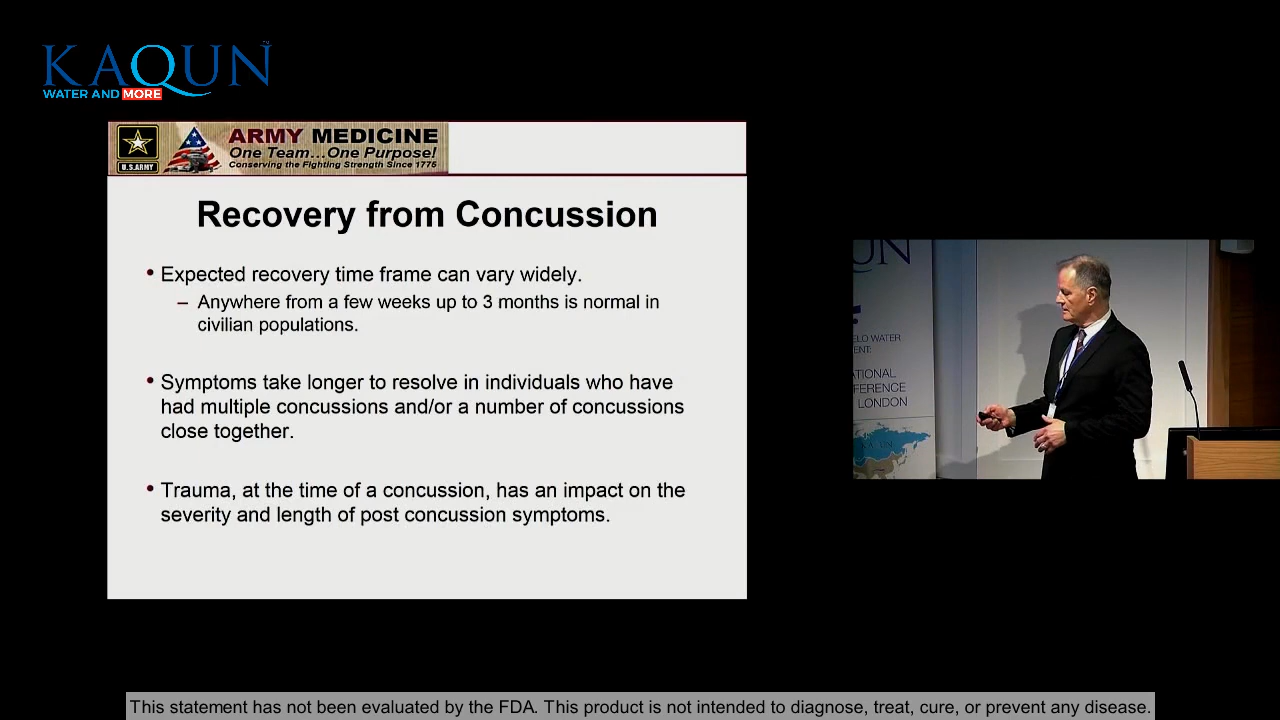 KAQUN™
WATER AND MORE
ARMY MEDICINE
One Team...One Purpose!
Conserving the Fighting Strength Since 1775
U.S.ARMY
Recovery from Concussion
• Expected recovery time frame can vary widely.
– Anywhere from a few weeks up to 3 months is normal in
civilian populations.
• Symptoms take longer to resolve in individuals who have
had multiple concussions and/or a number of concussions
close together.
• Trauma, at the time of a concussion, has an impact on the
severity and length of post concussion symptoms.
UN
ELO WATER
ENT:
ATIONAL
FERENCE
LONDON
This statement has not been evaluated by the FDA. This product is not intended to diagnose, treat, cure, or prevent any disease.